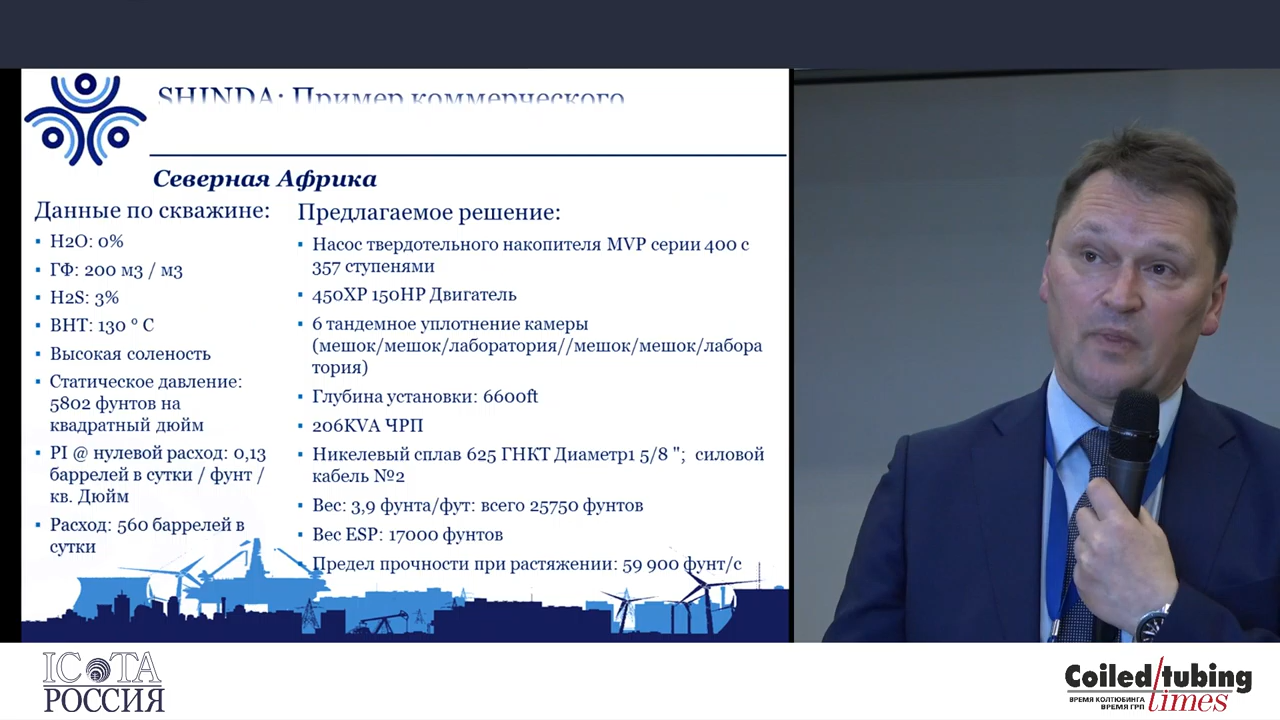 SHINDA: Пример коммерческого
Северная Африка
Данные по скважине:
▪ H2O: 0%
▪ ГФ: 200 м3 / м3
▪ H2S: 3%
▪ BHT: 130 ° C
▪ Высокая соленость
▪ Статическое давление:
5802 фунтов на
квадратный дюйм
▪ PI @ нулевой расход: 0,13
баррелей в сутки / фунт /
кв. Дюйм
▪ Расход: 560 баррелей в
сутки
Предлагаемое решение:
▪ Насос твердотельного накопителя MVP серии 400 с
357 ступенями
▪ 450XP 150HP Двигатель
▪ 6 тандемное уплотнение камеры
(мешок/мешок/лаборатория//мешок/мешок/лабора
тория)
▪ Глубина установки: 6600ft
▪ 206KVA ЧРП
▪ Никелевый сплав 625 ГНКТ Диаметр1 5/8 "; силовой
кабель №2
▪ Вес: 3,9 фунта/фут: всего 25750 фунтов
▪ Вес ESP: 17000 фунтов
▪ Предел прочности при растяжении: 59 900 фунт/с
ICOTA
РОССИЯ
Coiled/tubing
ВРЕМЯ КОЛТЮБИНГА
ВРЕМЯ ГРП
times